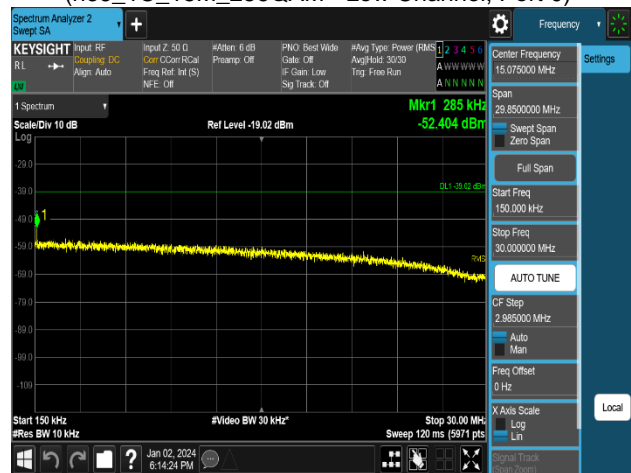 Spectrum Analyzer 2
Swept SA
Frequency
KEYSIGHT
RL
Input: RF
Coupling: DC
Align: Auto
Input Z: 50 Ω
Corr CCorr RCal
Freq Ref: Int (S)
NFE: Off
#Atten: 6 dB
Preamp: Off
PNO: Best Wide
Gate: Off
IF Gain: Low
Sig Track: Off
#Avg Type: Power (RMS
Avg|Hold: 30/30
Trig: Free Run
1 2 3 4 5 6
A W W W W W
A N N N N N
1 Spectrum
Mkr1 285 kHz
Scale/Div 10 dB
Ref Level -19.02 dBm
-52.404 dBm
Log
-29.0
-39.0
DL1 -39.02 dBm
-49.0
1
-59.0
RMS
-69.0
-79.0
-89.0
-99.0
-109
Start 150 kHz
#Video BW 30 kHz*
Stop 30.00 MHz
#Res BW 10 kHz
Sweep 120 ms (5971 pts
Jan 02, 2024
6:14:24 PM
?
Center Frequency
15.075000 MHz
Settings
Span
29.8500000 MHz
Swept Span
Zero Span
Full Span
Start Freq
150.000 kHz
Stop Freq
30.000000 MHz
AUTO TUNE
CF Step
2.985000 MHz
Auto
Man
Freq Offset
0 Hz
X Axis Scale
Log
Lin
Local
Signal Track
(Span Zoom)